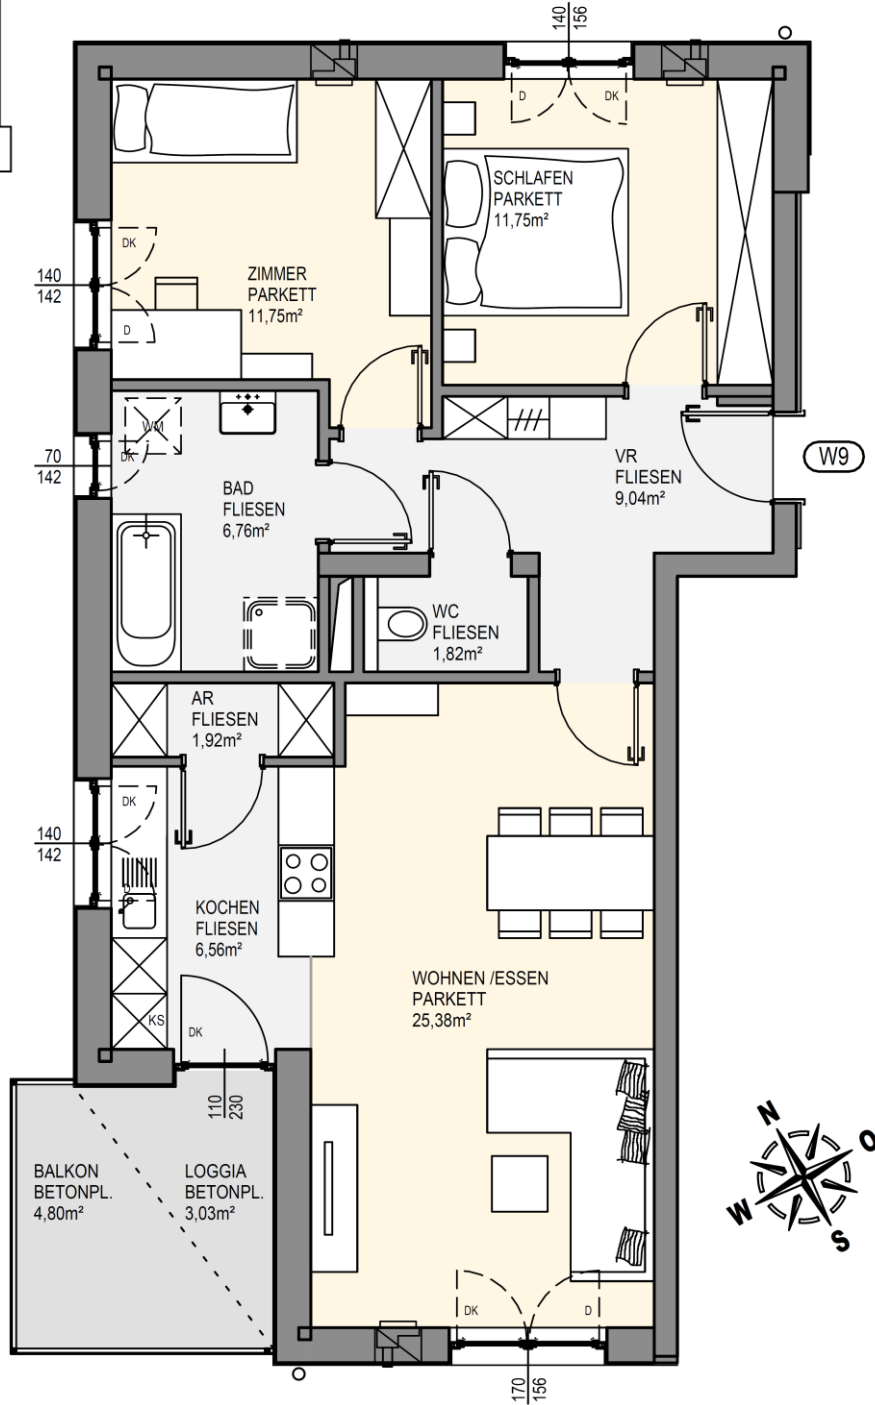 140
156
D
DK
SCHLAFEN
PARKETT
11,75m²
DK
140
142
ZIMMER
PARKETT
11,75m²
D
WM
DK
70
142
BAD
FLIESEN
6,76m²
VR
FLIESEN
9,04m²
W9
WC
FLIESEN
1,82m²
AR
FLIESEN
1,92m²
DK
140
142
D
KOCHEN
FLIESEN
6,56m²
WOHNEN /ESSEN
PARKETT
25,38m²
KS
DK
110
230
BALKON
BETONPL.
4,80m²
LOGGIA
BETONPL.
3,03m²
N
O
W
S
DK
D
170
156